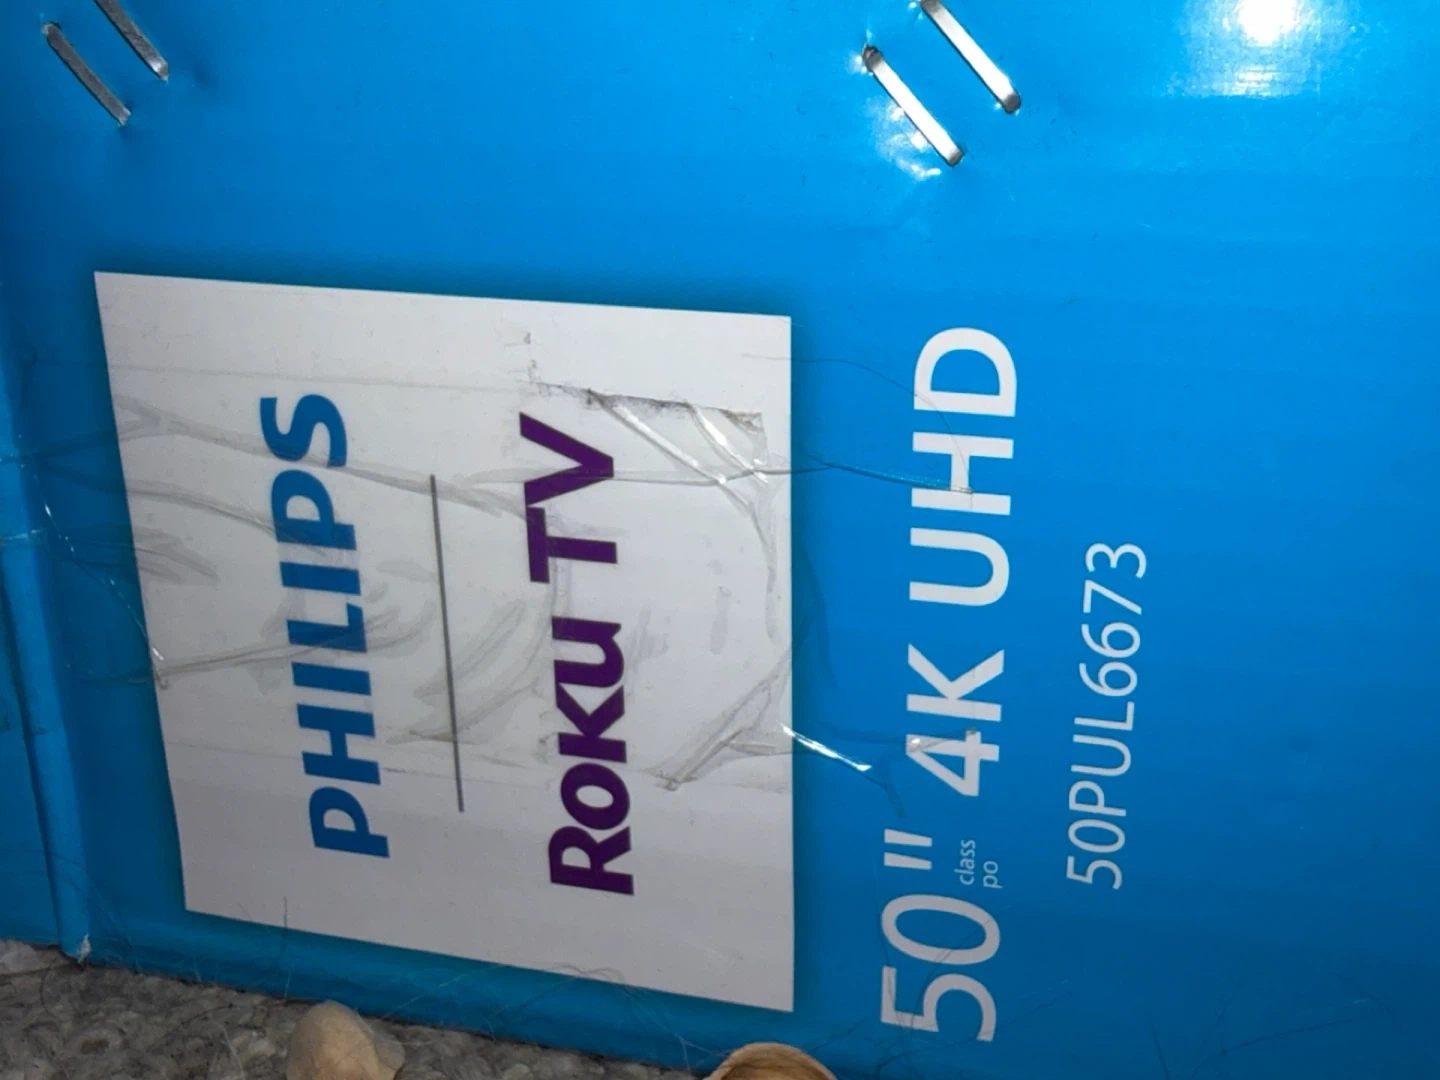 PHILIPS
Roku TV
50" class po 4K UHD
50PUL6673